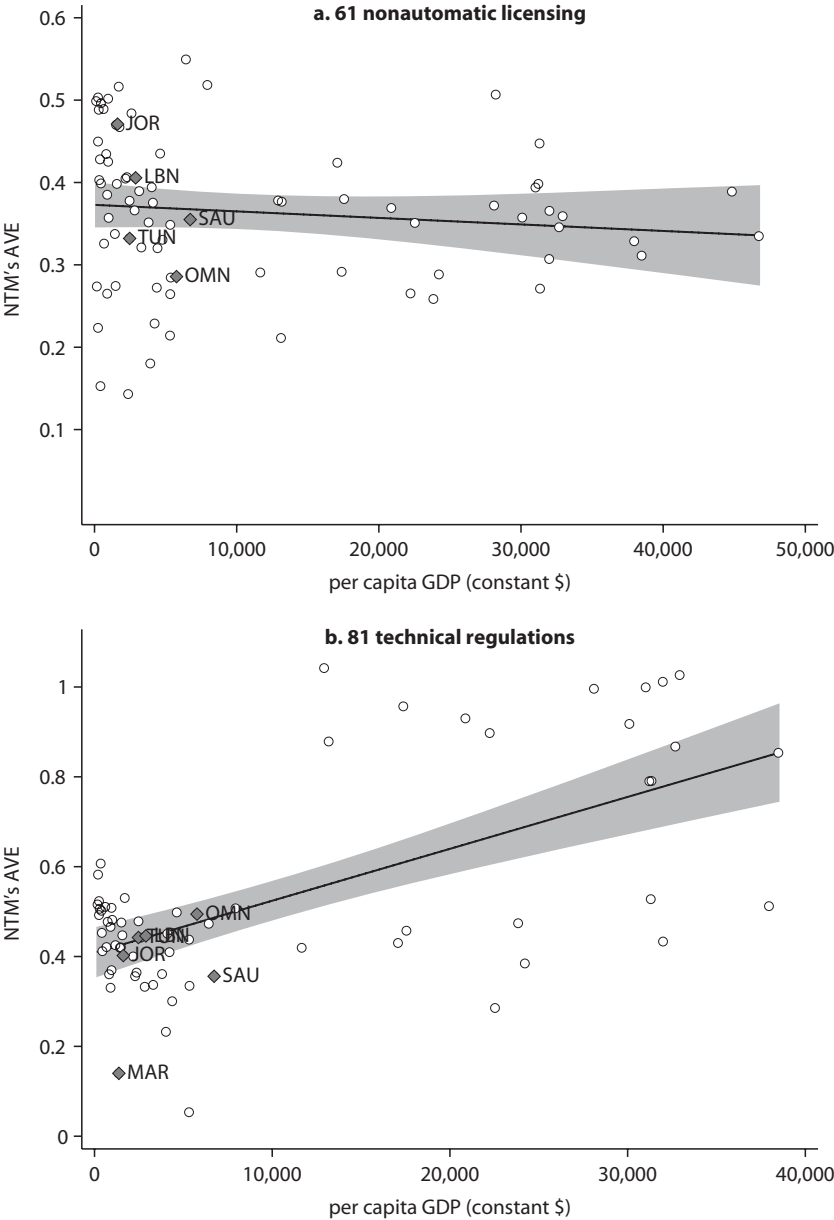 a. 61 nonautomatic licensing
0.6
0.5
0.4
0.3
0.2
0.1
NTM's AVE
JOR
LBN
SAU
TUN
OMN
0 10,000 20,000 30,000 40,000 50,000
per capita GDP (constant $)
b. 81 technical regulations
1
0.8
0.6
0.4
0.2
0
NTM's AVE
OMN
TUN
LBN
JOR
SAU
MAR
0 10,000 20,000 30,000 40,000
per capita GDP (constant $)